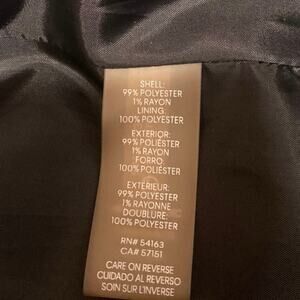 SHELL:
99% POLYESTER
1% RAYON
LINING:
100% POLYESTER
EXTERIOR:
99% POLIÉSTER
1% RAYON
FORRO:
100% POLIÉSTER
EXTÉRIEUR:
99% POLYESTER
1% RAYONNE
DOUBLURE:
100% POLYESTER
RN# 54163
CA# 57151
CARE ON REVERSE
CUIDADO AL REVERSO
SOIN SUR L'INVERSE